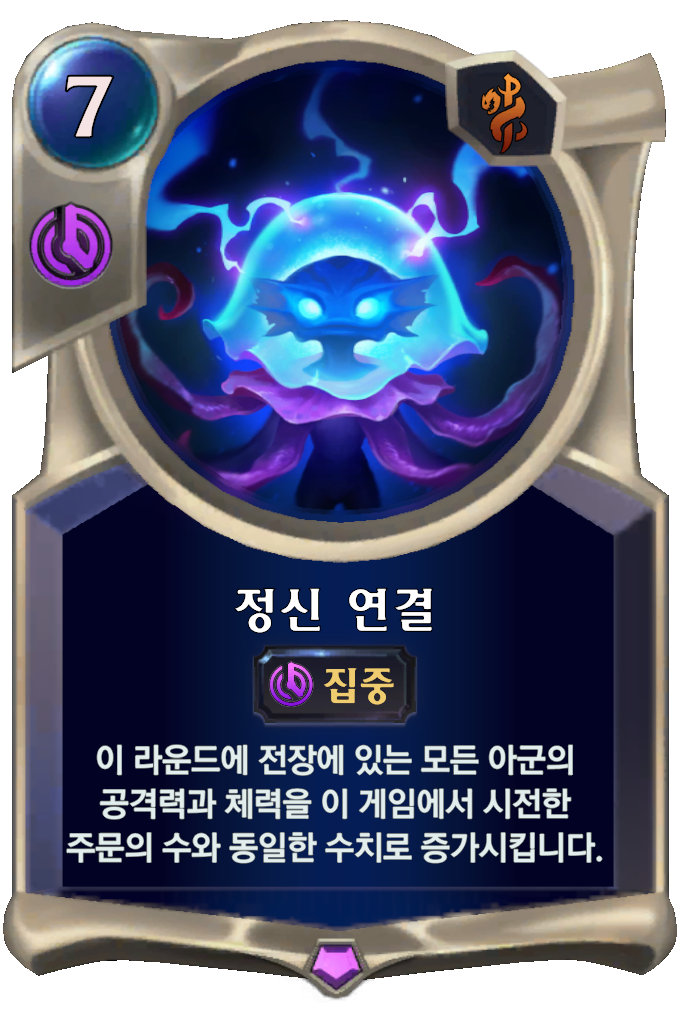 7
정신 연결
집중
이 라운드에 전장에 있는 모든 아군의
공격력과 체력을 이 게임에서 시전한
주문의 수와 동일한 수치로 증가시킵니다.